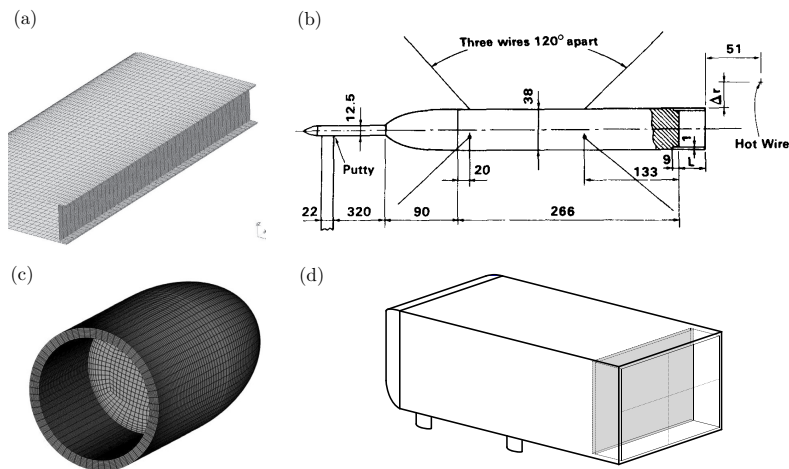 (a)
(b)
Three wires 120° apart
51
12.5
38
Δr
Putty
Hot Wire
1
9
L
20
133
22
320
90
266
(c)
(d)